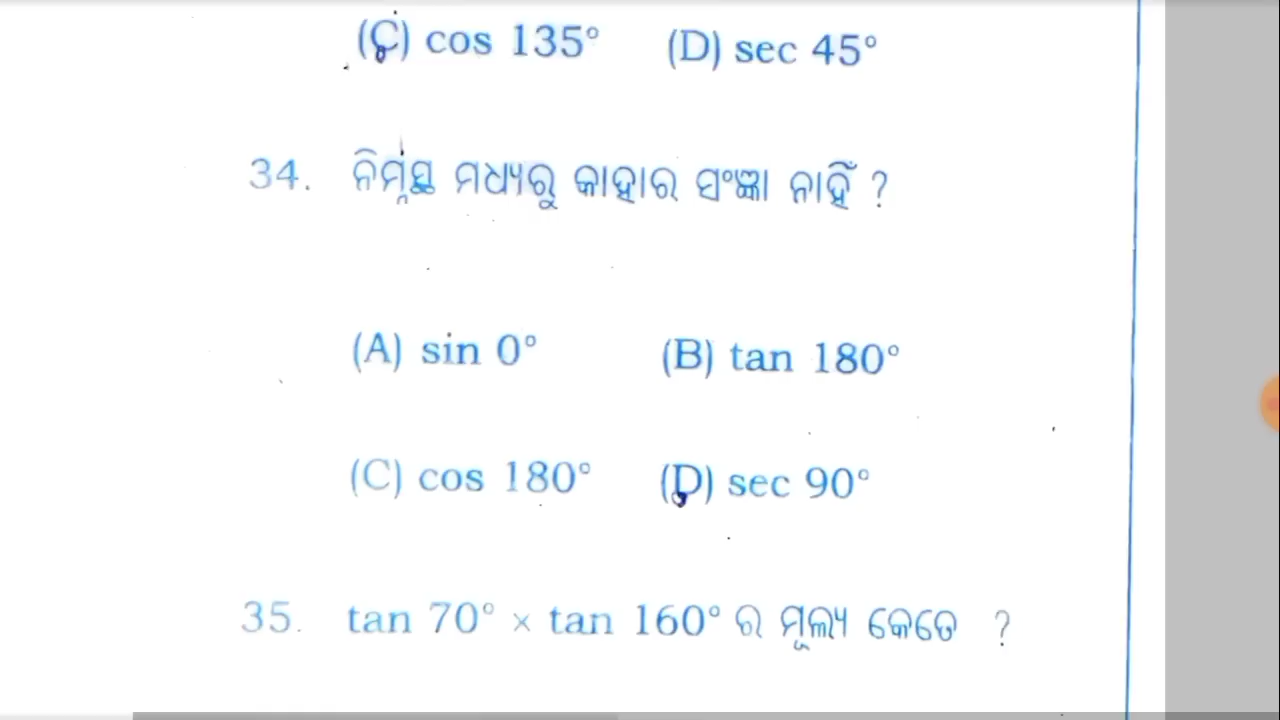 (C) cos 135° (D) sec 45°
34. ନିମ୍ନସ୍ଥ ମଧ୍ୟରୁ କାହାର ସଂଜ୍ଞା ନାହିଁ ?
(A) sin 0° (B) tan 180°
(C) cos 180° (D) sec 90°
35. tan 70° × tan 160° ର ମୂଲ୍ୟ କେତେ ?